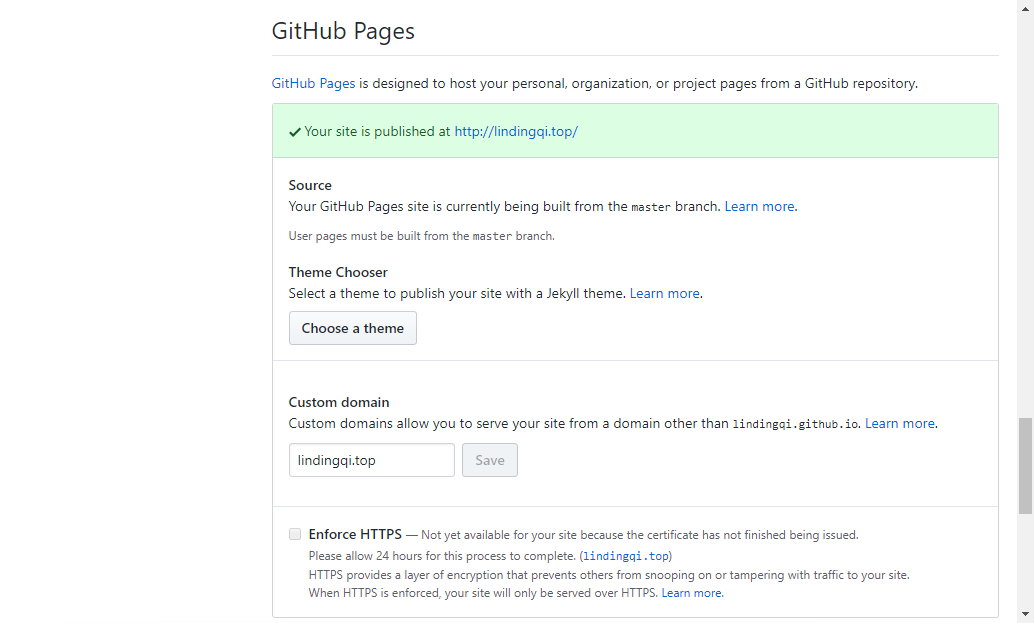 GitHub Pages
GitHub Pages is designed to host your personal, organization, or project pages from a GitHub repository.
Your site is published at http://lindingqi.top/
Source
Your GitHub Pages site is currently being built from the master branch. Learn more.
User pages must be built from the master branch.
Theme Chooser
Select a theme to publish your site with a Jekyll theme. Learn more.
Choose a theme
Custom domain
Custom domains allow you to serve your site from a domain other than lindingqi.github.io. Learn more.
lindingqi.top Save
Enforce HTTPS — Not yet available for your site because the certificate has not finished being issued.
Please allow 24 hours for this process to complete. (lindingqi.top)
HTTPS provides a layer of encryption that prevents others from snooping on or tampering with traffic to your site.
When HTTPS is enforced, your site will only be served over HTTPS. Learn more.